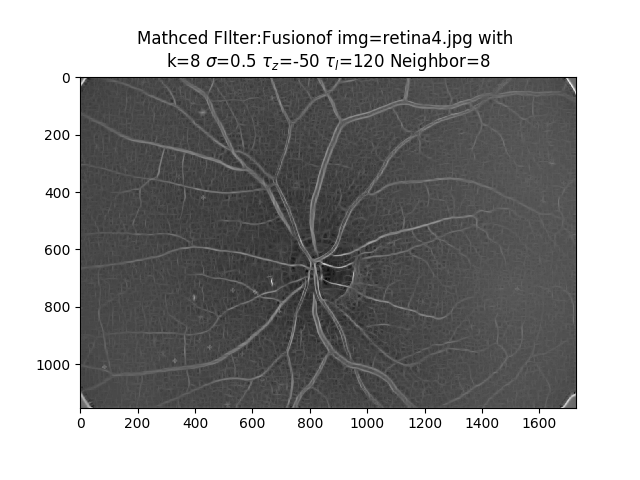 Mathced FIlter:Fusionof img=retina4.jpg with
k=8 σ=0.5 τz=-50 τl=120 Neighbor=8
0
200
400
600
800
1000
0 200 400 600 800 1000 1200 1400 1600